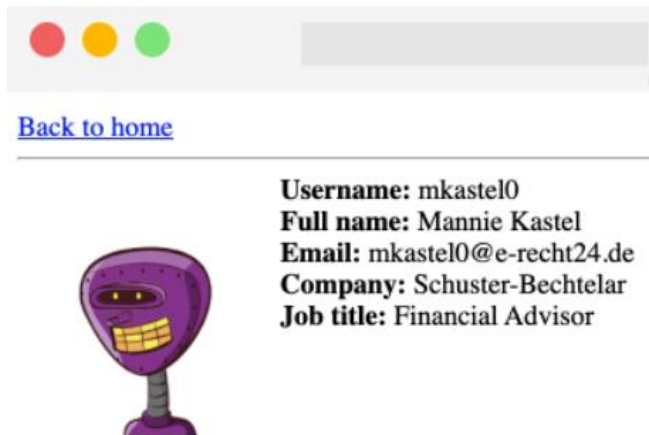 Back to home
Username: mkastel0
Full name: Mannie Kastel
Email: mkastel0@e-recht24.de
Company: Schuster-Bechtelar
Job title: Financial Advisor